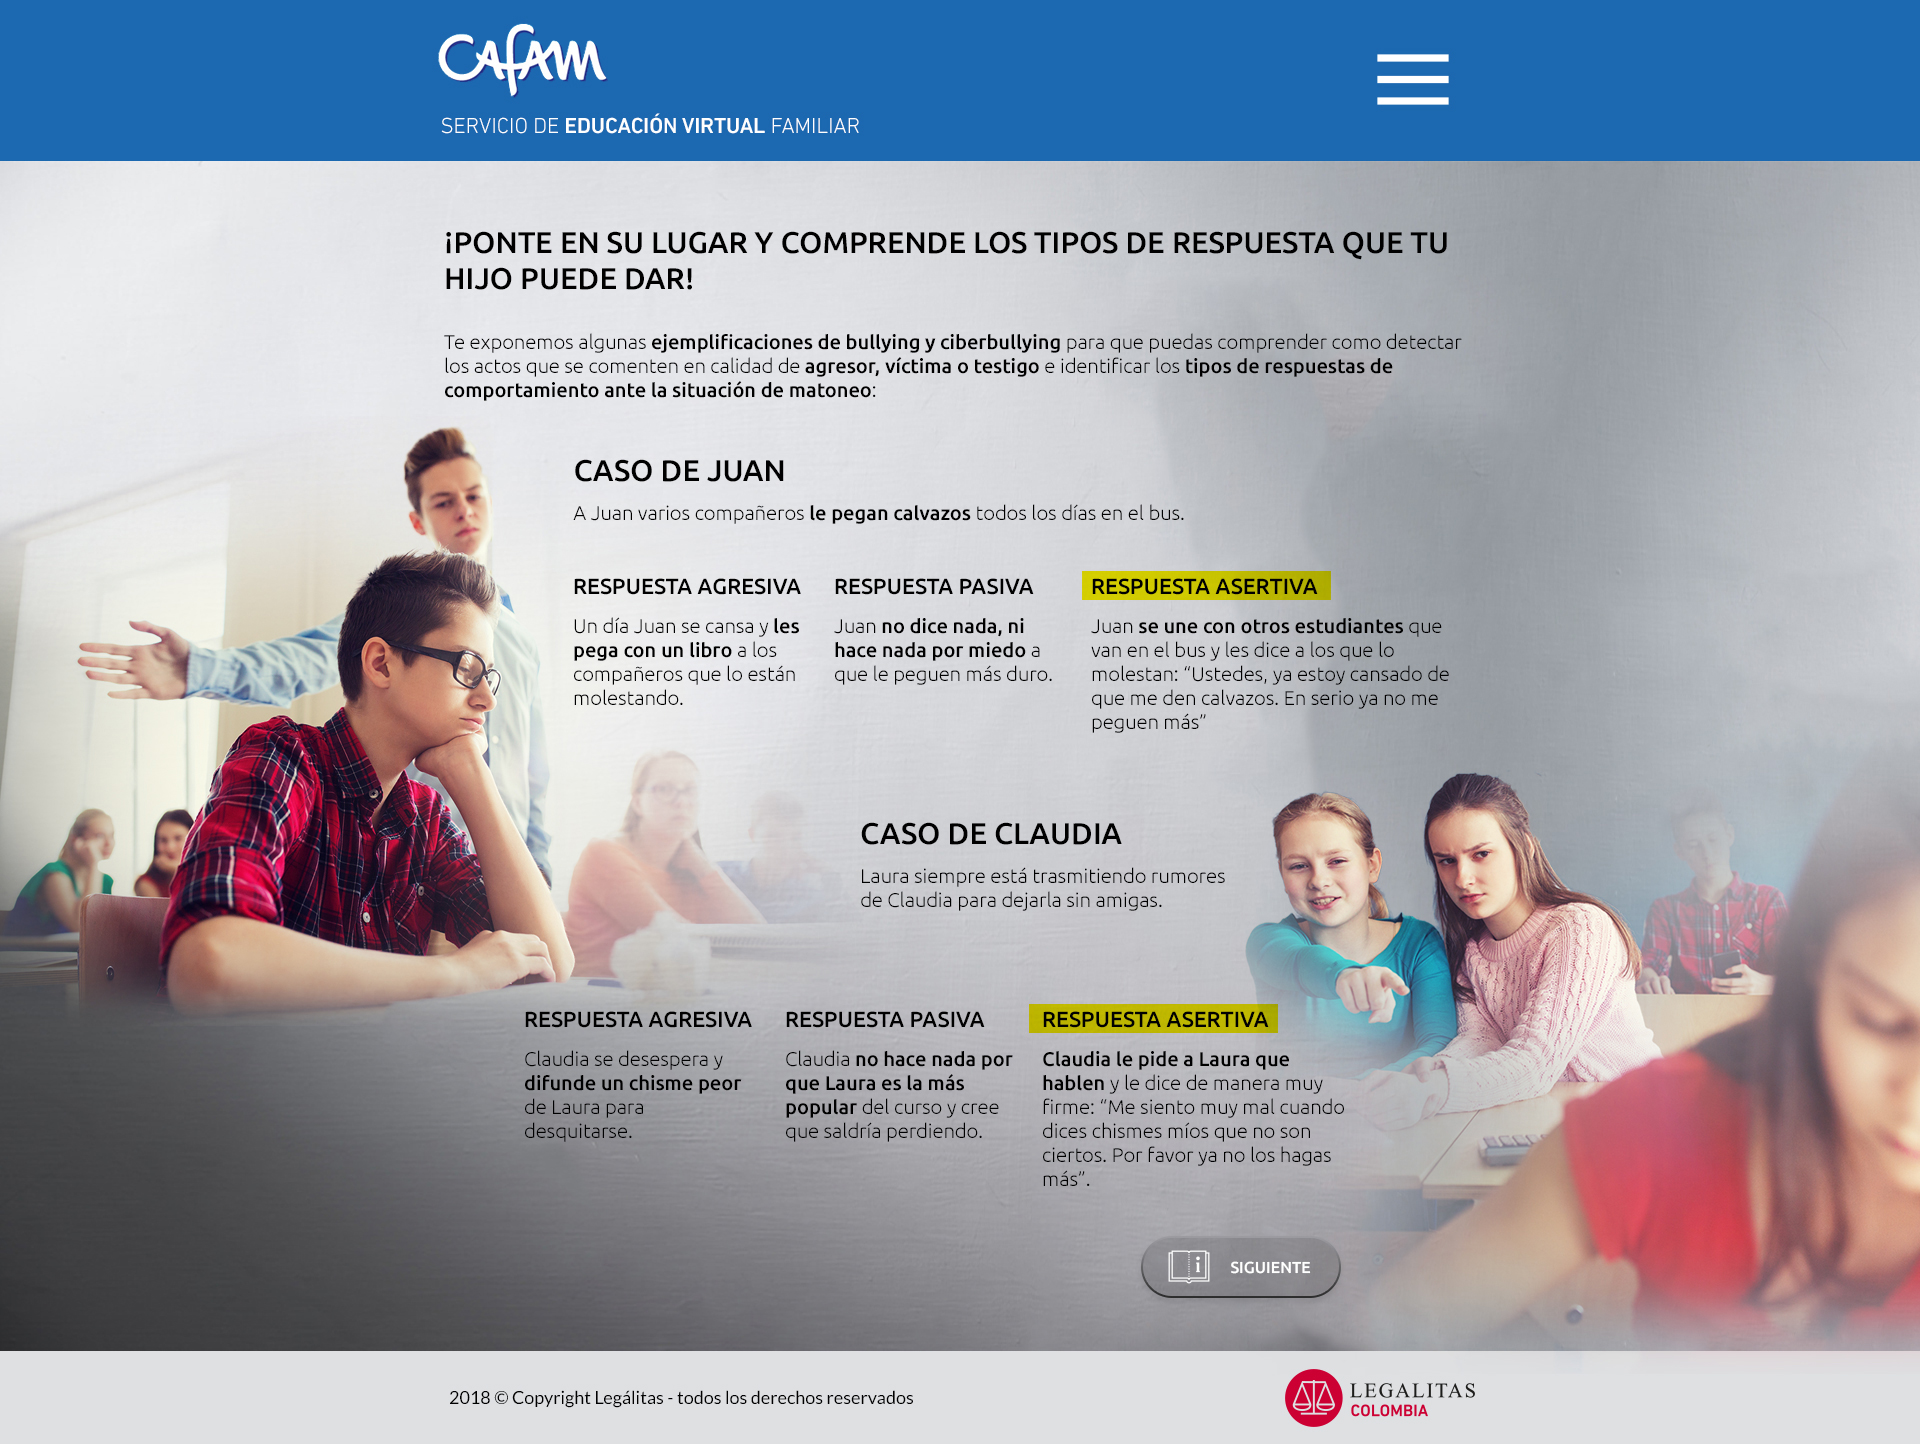 Cafam
SERVICIO DE EDUCACIÓN VIRTUAL FAMILIAR
¡PONTE EN SU LUGAR Y COMPRENDE LOS TIPOS DE RESPUESTA QUE TU
HIJO PUEDE DAR!
Te exponemos algunas ejemplificaciones de bullying y ciberbullying para que puedas comprender como detectar
los actos que se comenten en calidad de agresor, víctima o testigo e identificar los tipos de respuestas de
comportamiento ante la situación de matoneo:
CASO DE JUAN
A Juan varios compañeros le pegan calvazos todos los días en el bus.
RESPUESTA AGRESIVA
Un día Juan se cansa y les
pega con un libro a los
compañeros que lo están
molestando.
RESPUESTA PASIVA
Juan no dice nada, ni
hace nada por miedo a
que le peguen más duro.
RESPUESTA ASERTIVA
Juan se une con otros estudiantes que
van en el bus y les dice a los que lo
molestan: “Ustedes, ya estoy cansado de
que me den calvazos. En serio ya no me
peguen más”
CASO DE CLAUDIA
Laura siempre está trasmitiendo rumores
de Claudia para dejarla sin amigas.
RESPUESTA AGRESIVA
Claudia se desespera y
difunde un chisme peor
de Laura para
desquitarse.
RESPUESTA PASIVA
Claudia no hace nada por
que Laura es la más
popular del curso y cree
que saldría perdiendo.
RESPUESTA ASERTIVA
Claudia le pide a Laura que
hablen y le dice de manera muy
firme: “Me siento muy mal cuando
dices chismes míos que no son
ciertos. Por favor ya no los hagas
más”.
SIGUIENTE
2018 © Copyright Legálitas - todos los derechos reservados
LEGALITAS
COLOMBIA